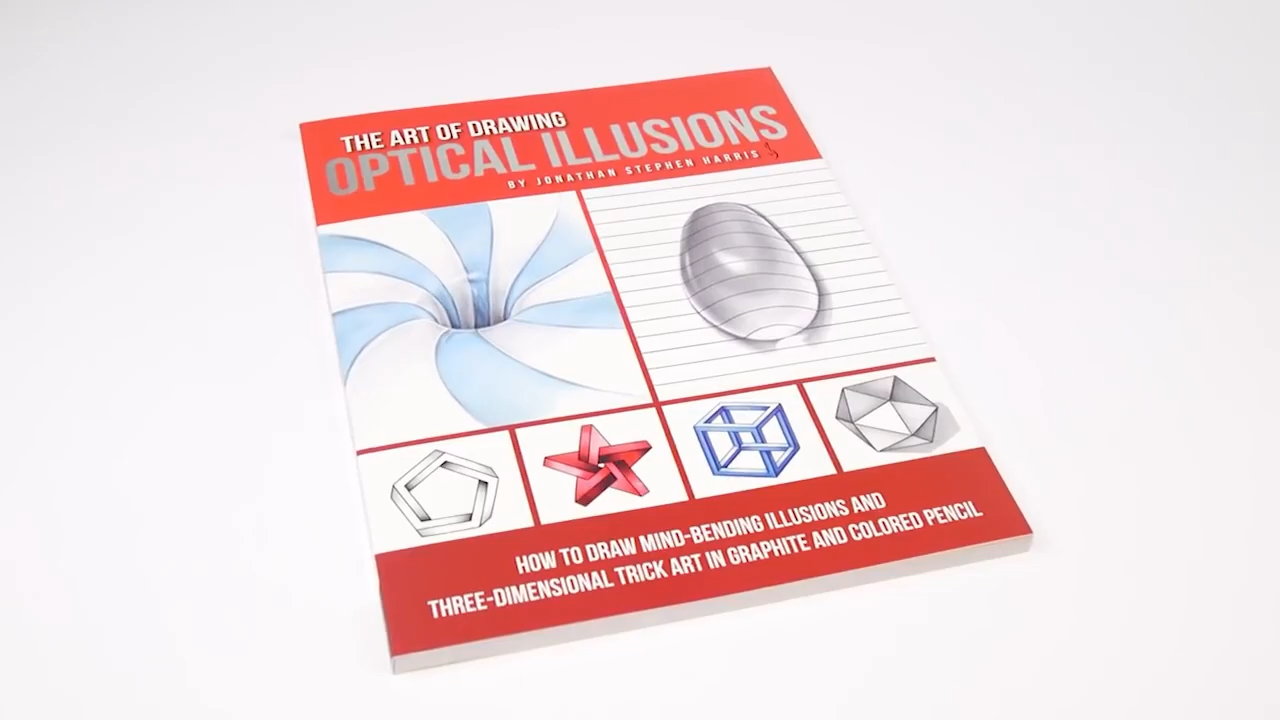 THE ART OF DRAWING
OPTICAL ILLUSIONS
BY JONATHAN STEPHEN HARRIS
HOW TO DRAW MIND-BENDING ILLUSIONS AND
THREE-DIMENSIONAL TRICK ART IN GRAPHITE AND COLORED PENCIL